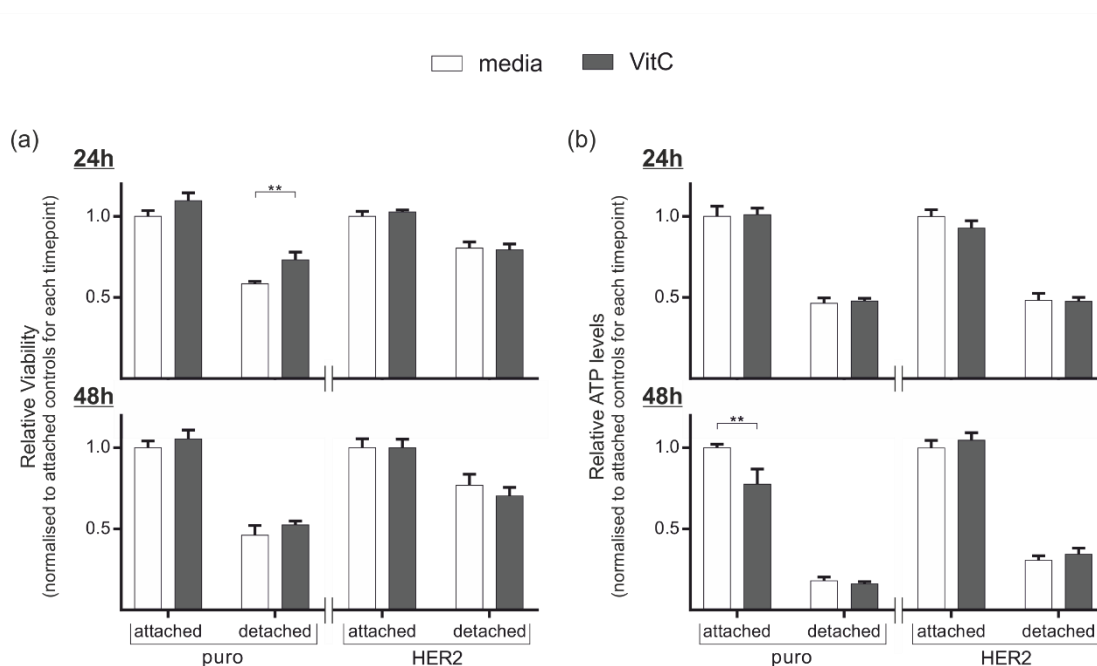 media VitC
(a)
24h
Relative Viability
(normalised to attached controls for each timepoint)
1.0
**
0.5
48h
1.0
0.5
attached detached attached detached
puro HER2
(b)
24h
Relative ATP levels
(normalised to attached controls for each timepoint)
1.0
0.5
48h
**
1.0
0.5
attached detached attached detached
puro HER2